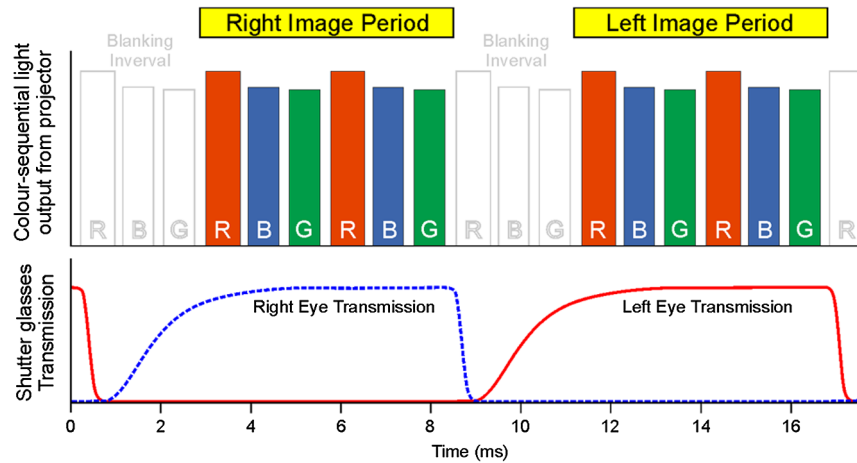 Right Image Period
Left Image Period
Blanking
Inverval
Blanking
Inverval
Colour-sequential light
output from projector
R B G R B G R B G R B G R B G R B G R
Shutter glasses
Transmission
Right Eye Transmission
Left Eye Transmission
0 2 4 6 8 10 12 14 16
Time (ms)